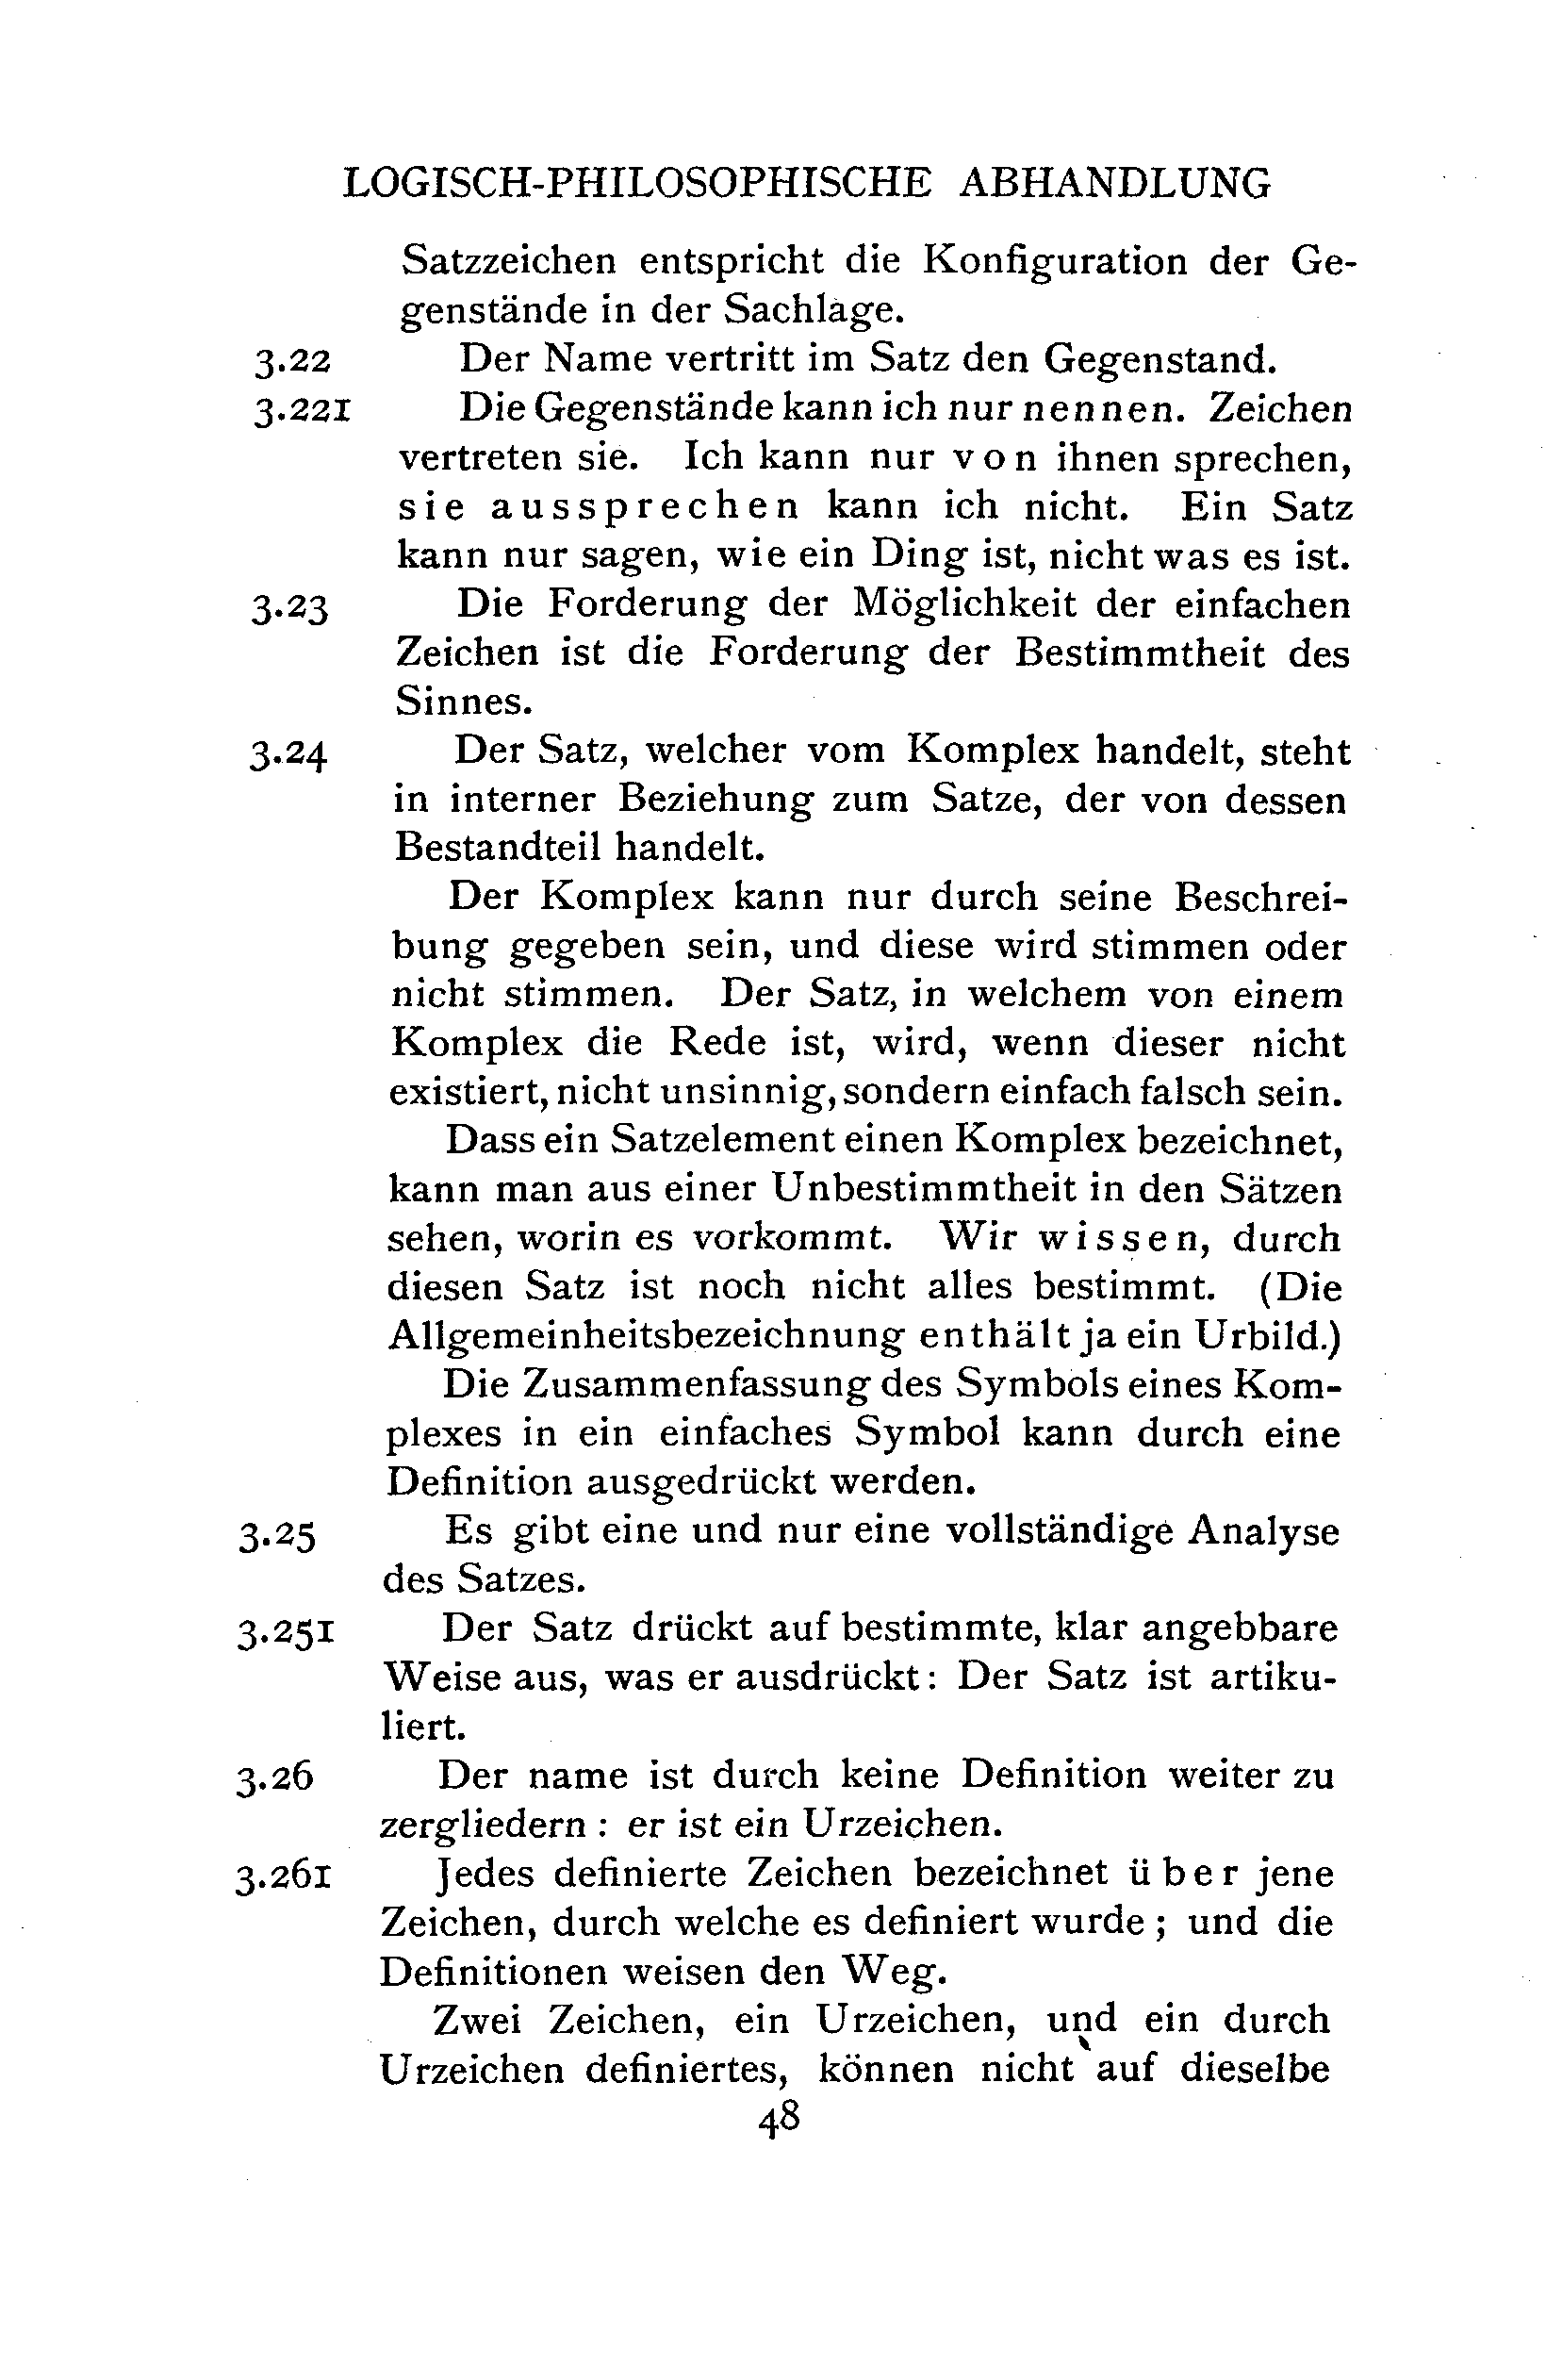 LOGISCH-PHILOSOPHISCHE ABHANDLUNG
Satzzeichen entspricht die Konfiguration der Ge-
genstände in der Sachlage.
3.22 Der Name vertritt im Satz den Gegenstand.
3.221 Die Gegenstände kann ich nur nennen. Zeichen
vertreten sie. Ich kann nur von ihnen sprechen,
sie aussprechen kann ich nicht. Ein Satz
kann nur sagen, wie ein Ding ist, nicht was es ist.
3.23 Die Forderung der Möglichkeit der einfachen
Zeichen ist die Forderung der Bestimmtheit des
Sinnes.
3.24 Der Satz, welcher vom Komplex handelt, steht
in interner Beziehung zum Satze, der von dessen
Bestandteil handelt.
Der Komplex kann nur durch seine Beschrei-
bung gegeben sein, und diese wird stimmen oder
nicht stimmen. Der Satz, in welchem von einem
Komplex die Rede ist, wird, wenn dieser nicht
existiert, nicht unsinnig, sondern einfach falsch sein.
Dass ein Satzelement einen Komplex bezeichnet,
kann man aus einer Unbestimmtheit in den Sätzen
sehen, worin es vorkommt. Wir wissen, durch
diesen Satz ist noch nicht alles bestimmt. (Die
Allgemeinheitsbezeichnung enthält ja ein Urbild.)
Die Zusammenfassung des Symbols eines Kom-
plexes in ein einfaches Symbol kann durch eine
Definition ausgedrückt werden.
3.25 Es gibt eine und nur eine vollständige Analyse
des Satzes.
3.251 Der Satz drückt auf bestimmte, klar angebbare
Weise aus, was er ausdrückt: Der Satz ist artiku-
liert.
3.26 Der name ist durch keine Definition weiter zu
zergliedern : er ist ein Urzeichen.
3.261 Jedes definierte Zeichen bezeichnet über jene
Zeichen, durch welche es definiert wurde ; und die
Definitionen weisen den Weg.
Zwei Zeichen, ein Urzeichen, und ein durch
Urzeichen definiertes, können nicht auf dieselbe
48